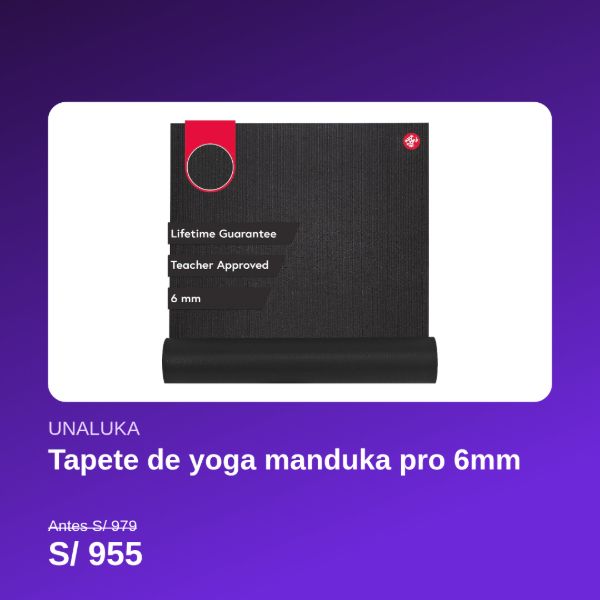 Lifetime Guarantee
Teacher Approved
6 mm
UNALUKA
Tapete de yoga manduka pro 6mm
Antes S/ 979
S/ 955